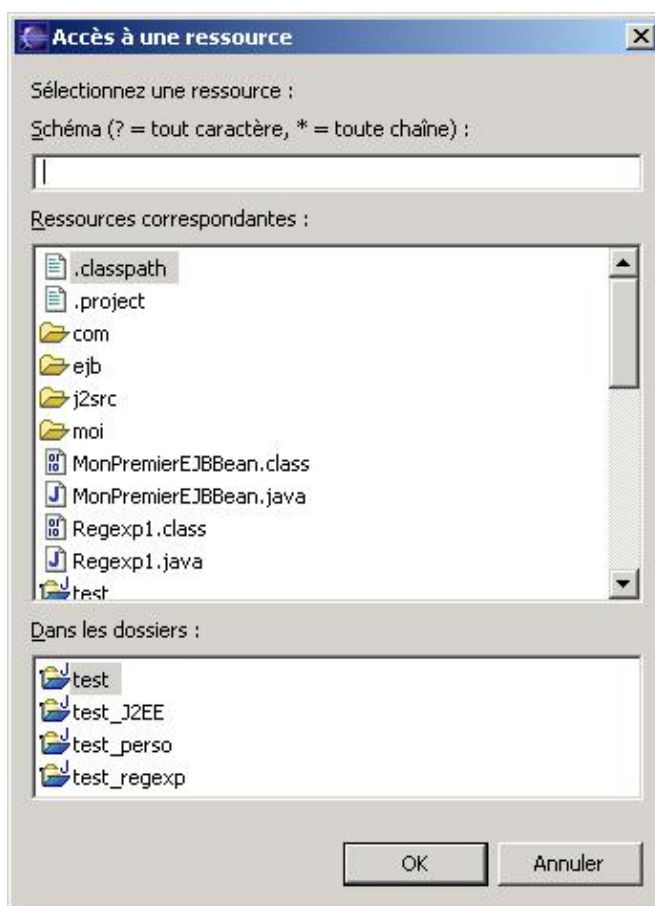 Accès à une ressource
Sélectionnez une ressource :
Schéma (? = tout caractère, * = toute chaîne) :
Ressources correspondantes :
.classpath
.project
com
ejb
j2src
moi
MonPremierEJBBean.class
MonPremierEJBBean.java
Regexp1.class
Regexp1.java
test
Dans les dossiers :
test
test_J2EE
test_perso
test_regexp
OK Annuler